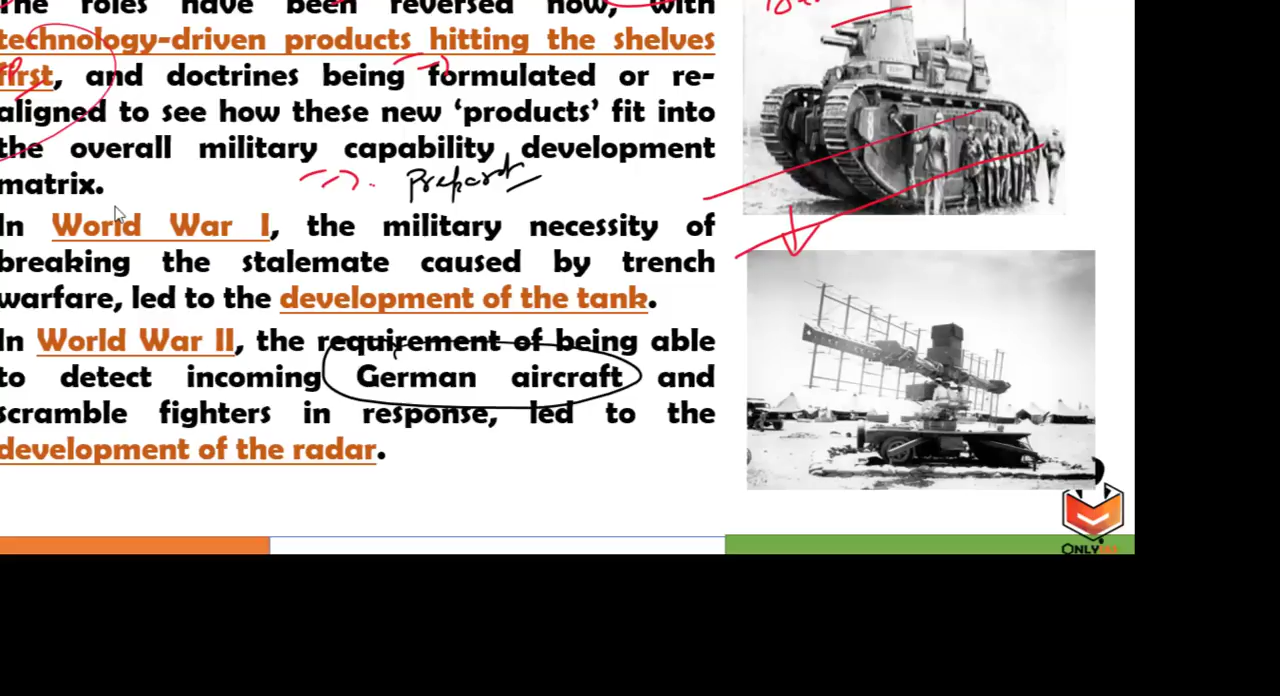 The roles have been reversed now, with
technology-driven products hitting the shelves
first, and doctrines being formulated or re-
aligned to see how these new ‘products’ fit into
the overall military capability development
matrix.
In World War I, the military necessity of
breaking the stalemate caused by trench
warfare, led to the development of the tank.
In World War II, the requirement of being able
to detect incoming German aircraft and
scramble fighters in response, led to the
development of the radar.
ONLY